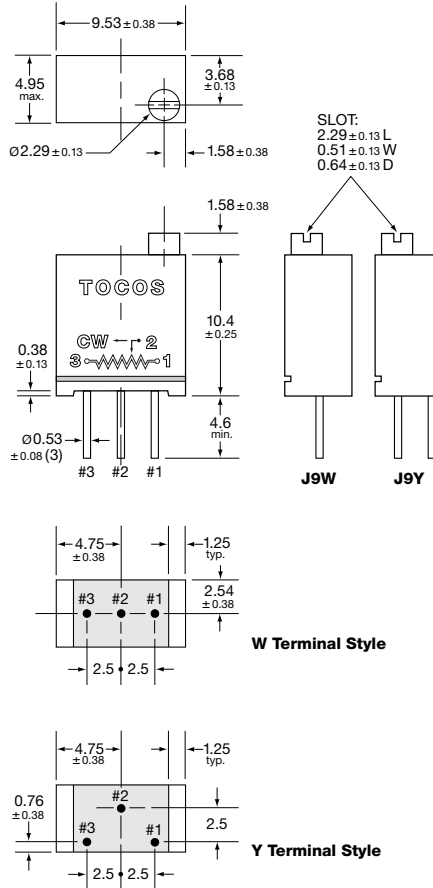 9.53 ±0.38
4.95 max.
3.68 ±0.13
Ø2.29 ±0.13
1.58 ±0.38
SLOT:
2.29 ±0.13 L
0.51 ±0.13 W
0.64 ±0.13 D
1.58 ±0.38
TOCOS
CW 2
3 1
10.4 ±0.25
0.38 ±0.13
4.6 min.
Ø0.53 ±0.08 (3)
#3 #2 #1
J9W J9Y
4.75 ±0.38
1.25 typ.
2.54 ±0.38
#3 #2 #1
W Terminal Style
2.5 2.5
4.75 ±0.38
1.25 typ.
0.76 ±0.38
#2
#3 #1
2.5
Y Terminal Style
2.5 2.5